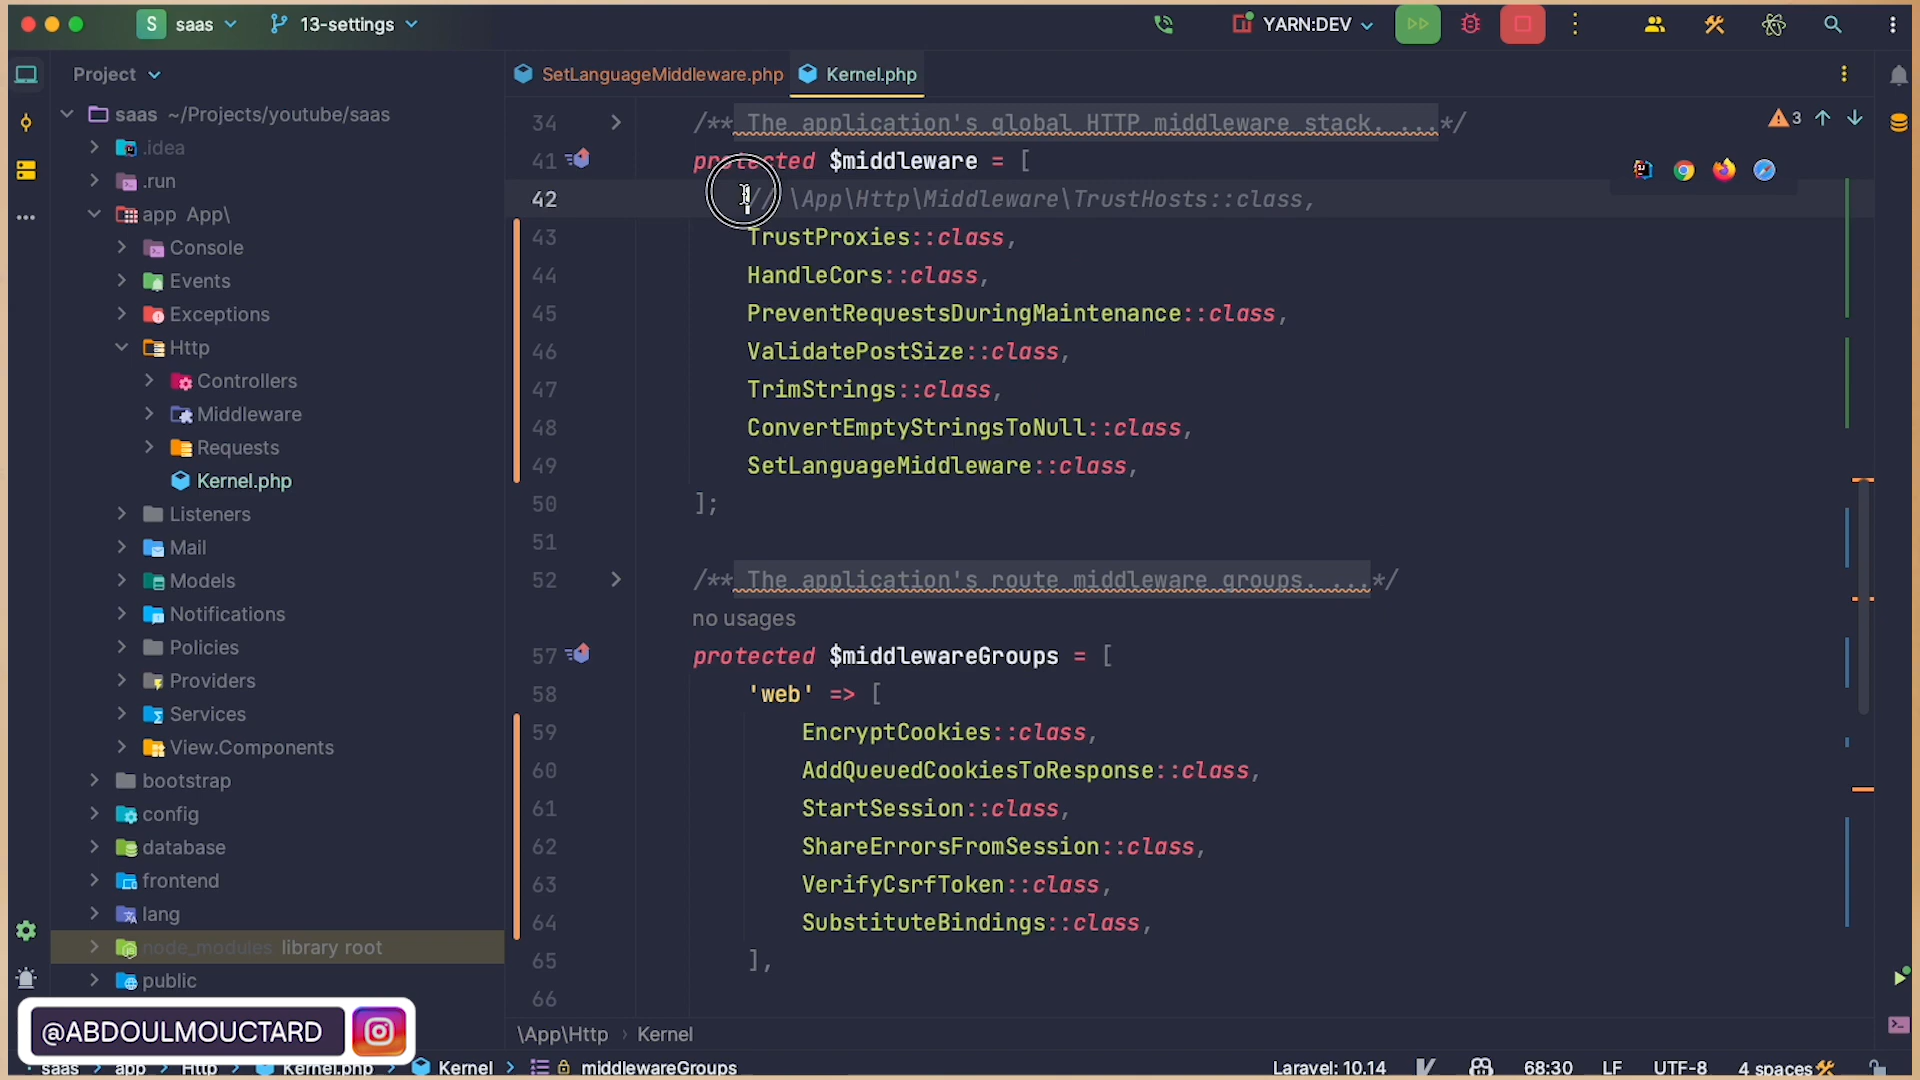 S saas 13-settings YARN:DEV
Project SetLanguageMiddleware.php Kernel.php
saas ~/Projects/youtube/saas
.idea
.run
app App\
Console
Events
Exceptions
Http
Controllers
Middleware
Requests
Kernel.php
Listeners
Mail
Models
Notifications
Policies
Providers
Services
View.Components
bootstrap
config
database
frontend
lang
node_modules library root
public
@ABDOULMOUCTARD
3
34 /** The application's global HTTP middleware stack. ...*/
41 protected $middleware = [
42 // \App\Http\Middleware\TrustHosts::class,
43 TrustProxies::class,
44 HandleCors::class,
45 PreventRequestsDuringMaintenance::class,
46 ValidatePostSize::class,
47 TrimStrings::class,
48 ConvertEmptyStringsToNull::class,
49 SetLanguageMiddleware::class,
50 ];
51
52 /** The application's route middleware groups. ...*/
no usages
57 protected $middlewareGroups = [
58 'web' => [
59 EncryptCookies::class,
60 AddQueuedCookiesToResponse::class,
61 StartSession::class,
62 ShareErrorsFromSession::class,
63 VerifyCsrfToken::class,
64 SubstituteBindings::class,
65 ],
66
\App\Http › Kernel
saas app Http Kernel.php Kernel middlewareGroups Laravel: 10.14 68:30 LF UTF-8 4 spaces